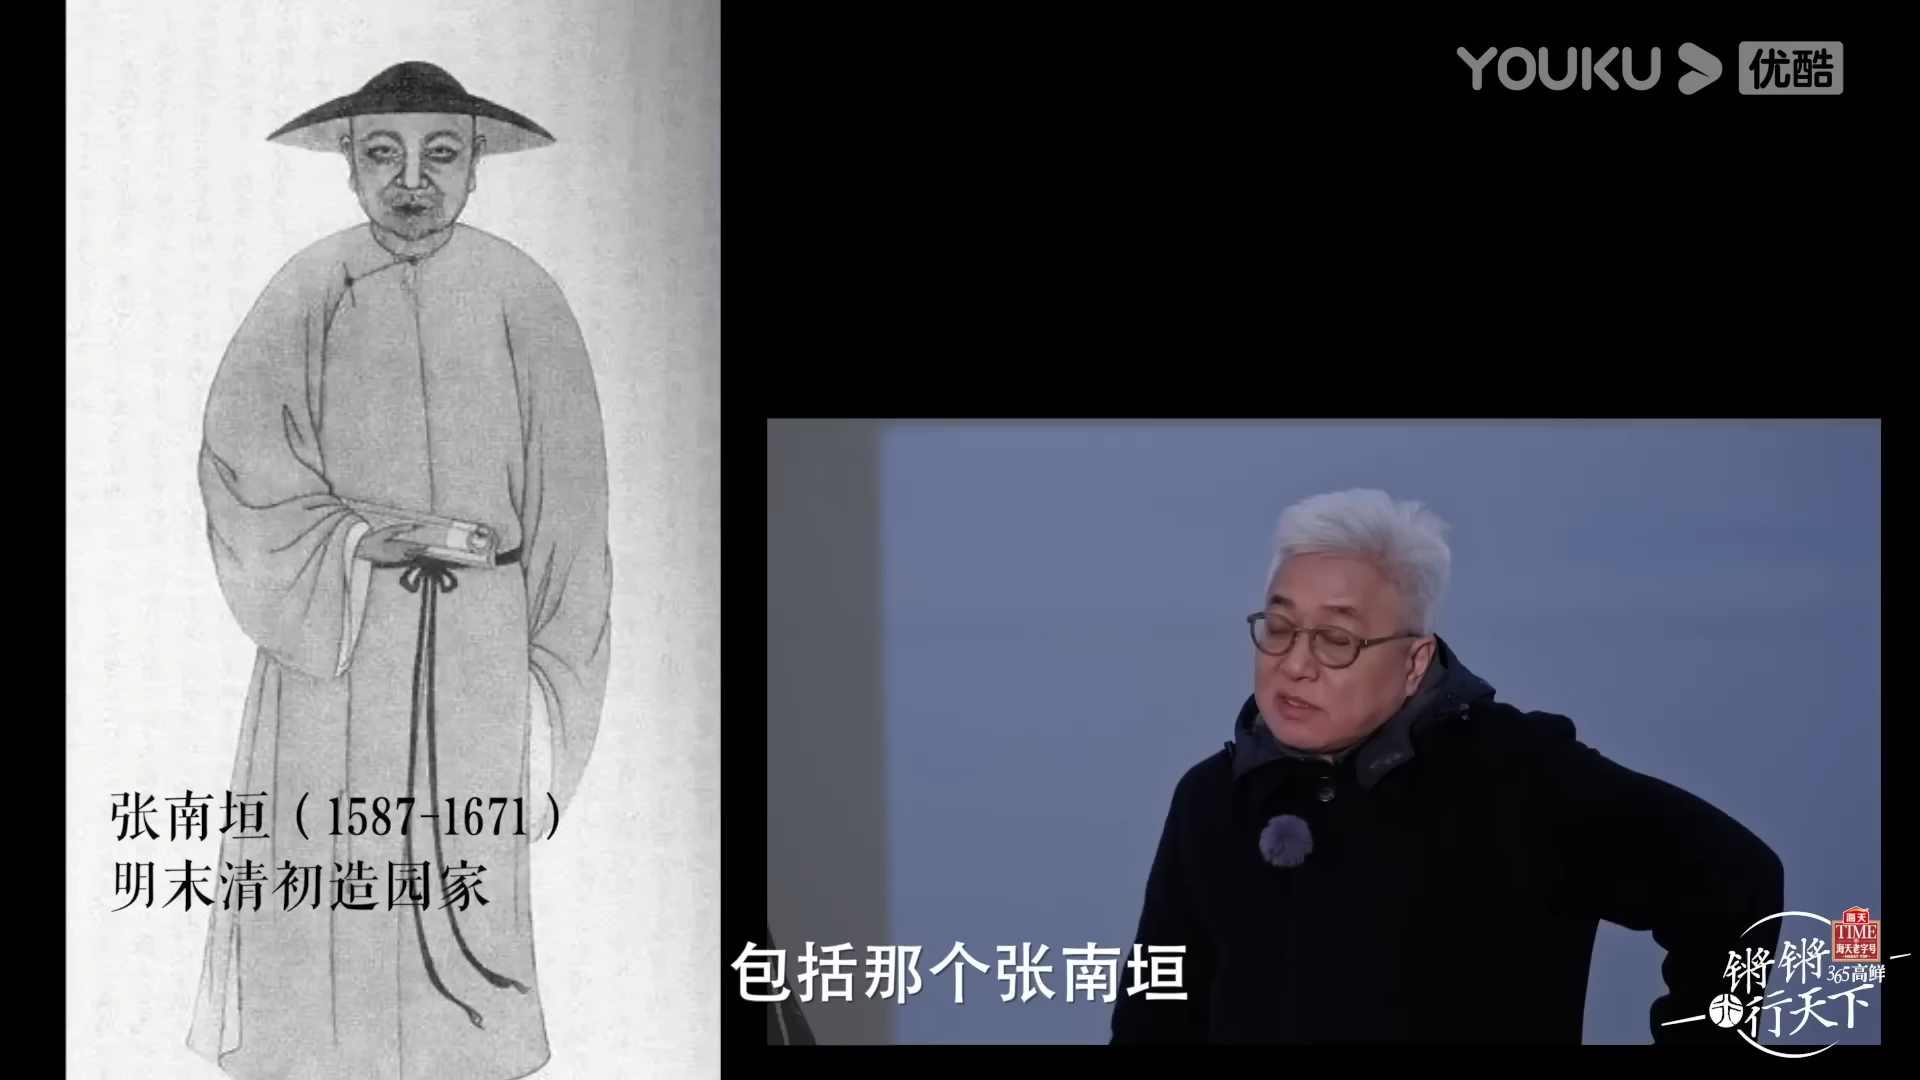 YOUKU 优酷
张南垣（1587-1671）
明末清初造园家
包括那个张南垣
海天
TIME
海天老字号
锵锵
365高鲜
行天下